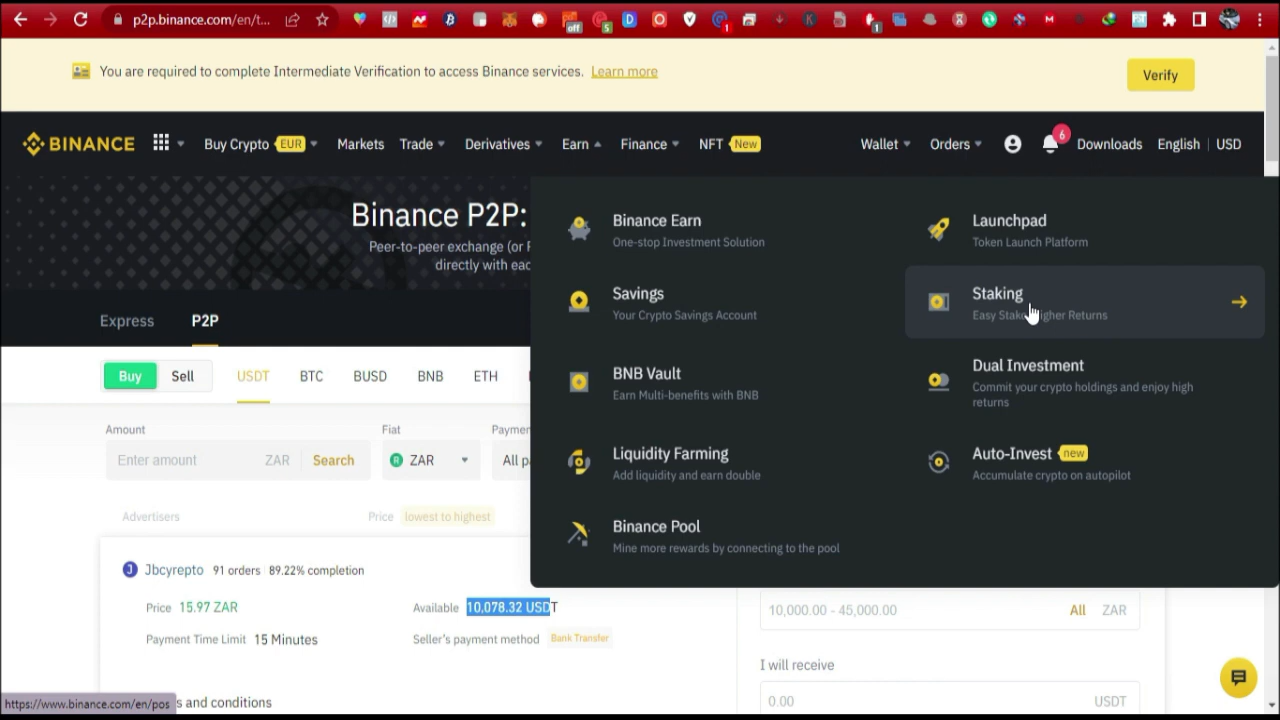 p2p.binance.com/en/t...
off
5
1
1
You are required to complete Intermediate Verification to access Binance services. Learn more
Verify
BINANCE
Buy Crypto EUR
Markets
Trade
Derivatives
Earn
Finance
NFT New
Wallet
Orders
6
Downloads
English | USD
Binance P2P:
Peer-to-peer exchange (or
directly with
Binance Earn
One-stop Investment Solution
Launchpad
Token Launch Platform
Savings
Your Crypto Savings Account
Staking
Easy Higher Returns
BNB Vault
Earn Multi-benefits with BNB
Dual Investment
Commit your crypto holdings and enjoy high
returns
Liquidity Farming
Add liquidity and earn double
Auto-Invest new
Accumulate crypto on autopilot
Binance Pool
Mine more rewards by connecting to the pool
Express P2P
Buy Sell USDT BTC BUSD BNB ETH
Amount Fiat
Enter amount ZAR Search ZAR All
Advertisers Price lowest to highest
J Jbcyrepto 91 orders 89.22% completion
Price 15.97 ZAR Available 10,078.32 USDT
Payment Time Limit 15 Minutes Seller's payment method Bank Transfer
10,000.00 - 45,000.00 All ZAR
I will receive
0.00 USDT
https://www.binance.com/en/pos
s and conditions